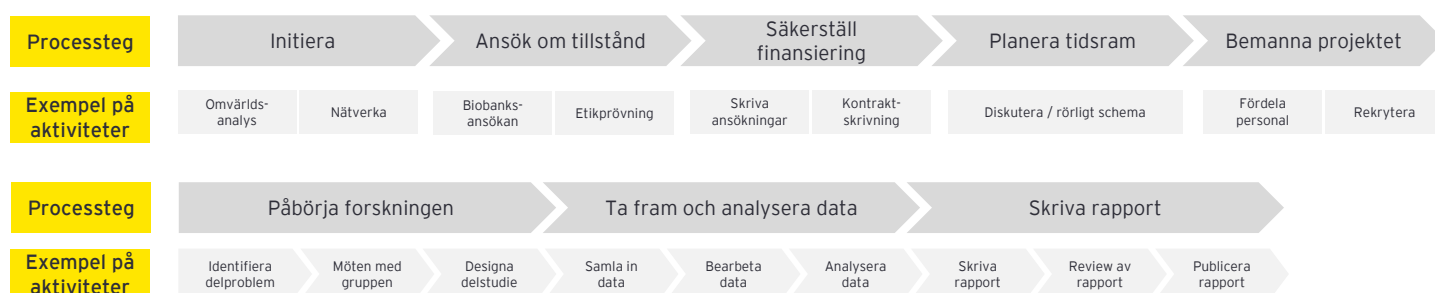 Processteg
Initiera
Ansök om tillstånd
Säkerställ
finansiering
Planera tidsram
Bemanna projektet
Exempel på
aktiviteter
Omvärlds-
analys
Nätverka
Biobanks-
ansökan
Etikprövning
Skriva
ansökningar
Kontrakt-
skrivning
Diskutera / rörligt schema
Fördela
personal
Rekrytera
Processteg
Påbörja forskningen
Ta fram och analysera data
Skriva rapport
Exempel på
aktiviteter
Identifiera
delproblem
Möten med
gruppen
Designa
delstudie
Samla in
data
Bearbeta
data
Analysera
data
Skriva
rapport
Review av
rapport
Publicera
rapport